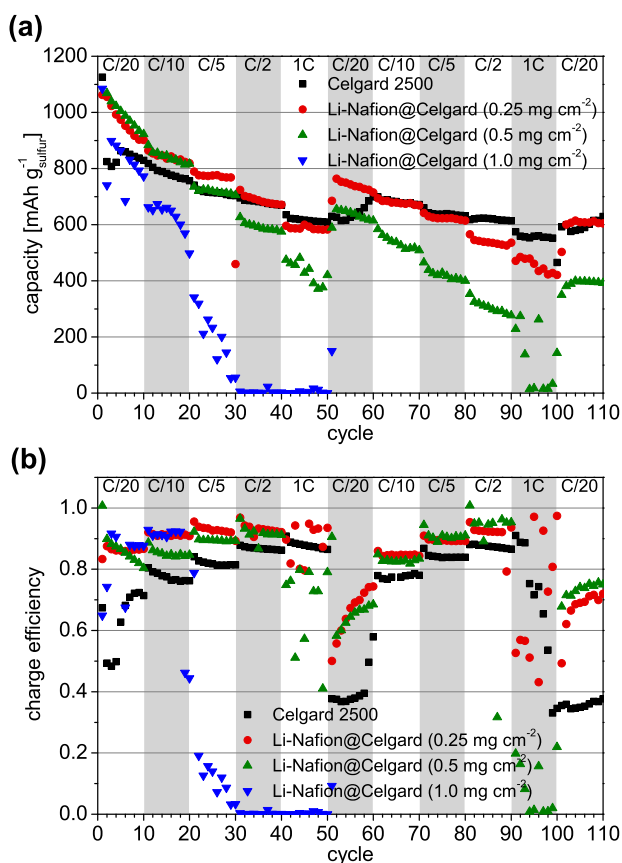 (a)
1200
C/20 C/10 C/5 C/2 1C C/20 C/10 C/5 C/2 1C C/20
Celgard 2500
1000
Li-Nafion@Celgard (0.25 mg cm⁻²)
Li-Nafion@Celgard (0.5 mg cm⁻²)
800
Li-Nafion@Celgard (1.0 mg cm⁻²)
capacity [mAh g⁻¹sulfur]
600
400
200
0
0 10 20 30 40 50 60 70 80 90 100 110
cycle
(b)
C/20 C/10 C/5 C/2 1C C/20 C/10 C/5 C/2 1C C/20
1.0
0.8
charge efficiency
0.6
0.4
Celgard 2500
Li-Nafion@Celgard (0.25 mg cm⁻²)
0.2
Li-Nafion@Celgard (0.5 mg cm⁻²)
Li-Nafion@Celgard (1.0 mg cm⁻²)
0.0
0 10 20 30 40 50 60 70 80 90 100 110
cycle